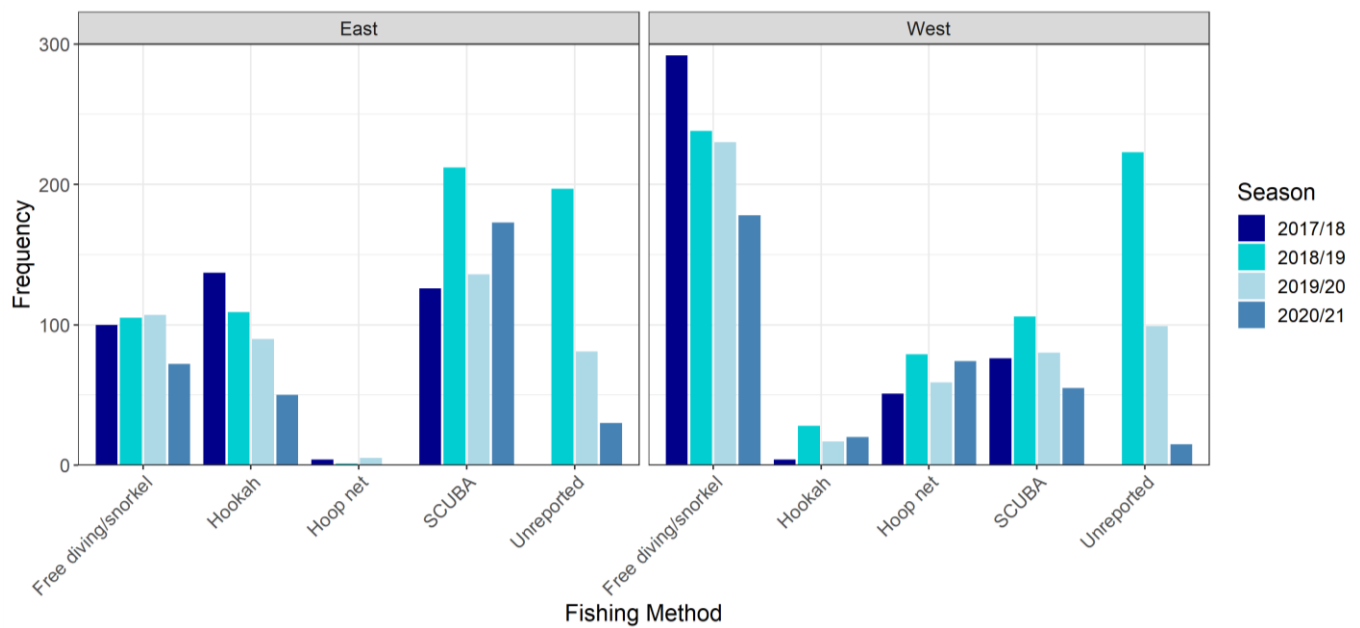 East
West
300
200
100
0
Frequency
Free diving/snorkel
Hookah
Hoop net
SCUBA
Unreported
Free diving/snorkel
Hookah
Hoop net
SCUBA
Unreported
Fishing Method
Season
2017/18
2018/19
2019/20
2020/21